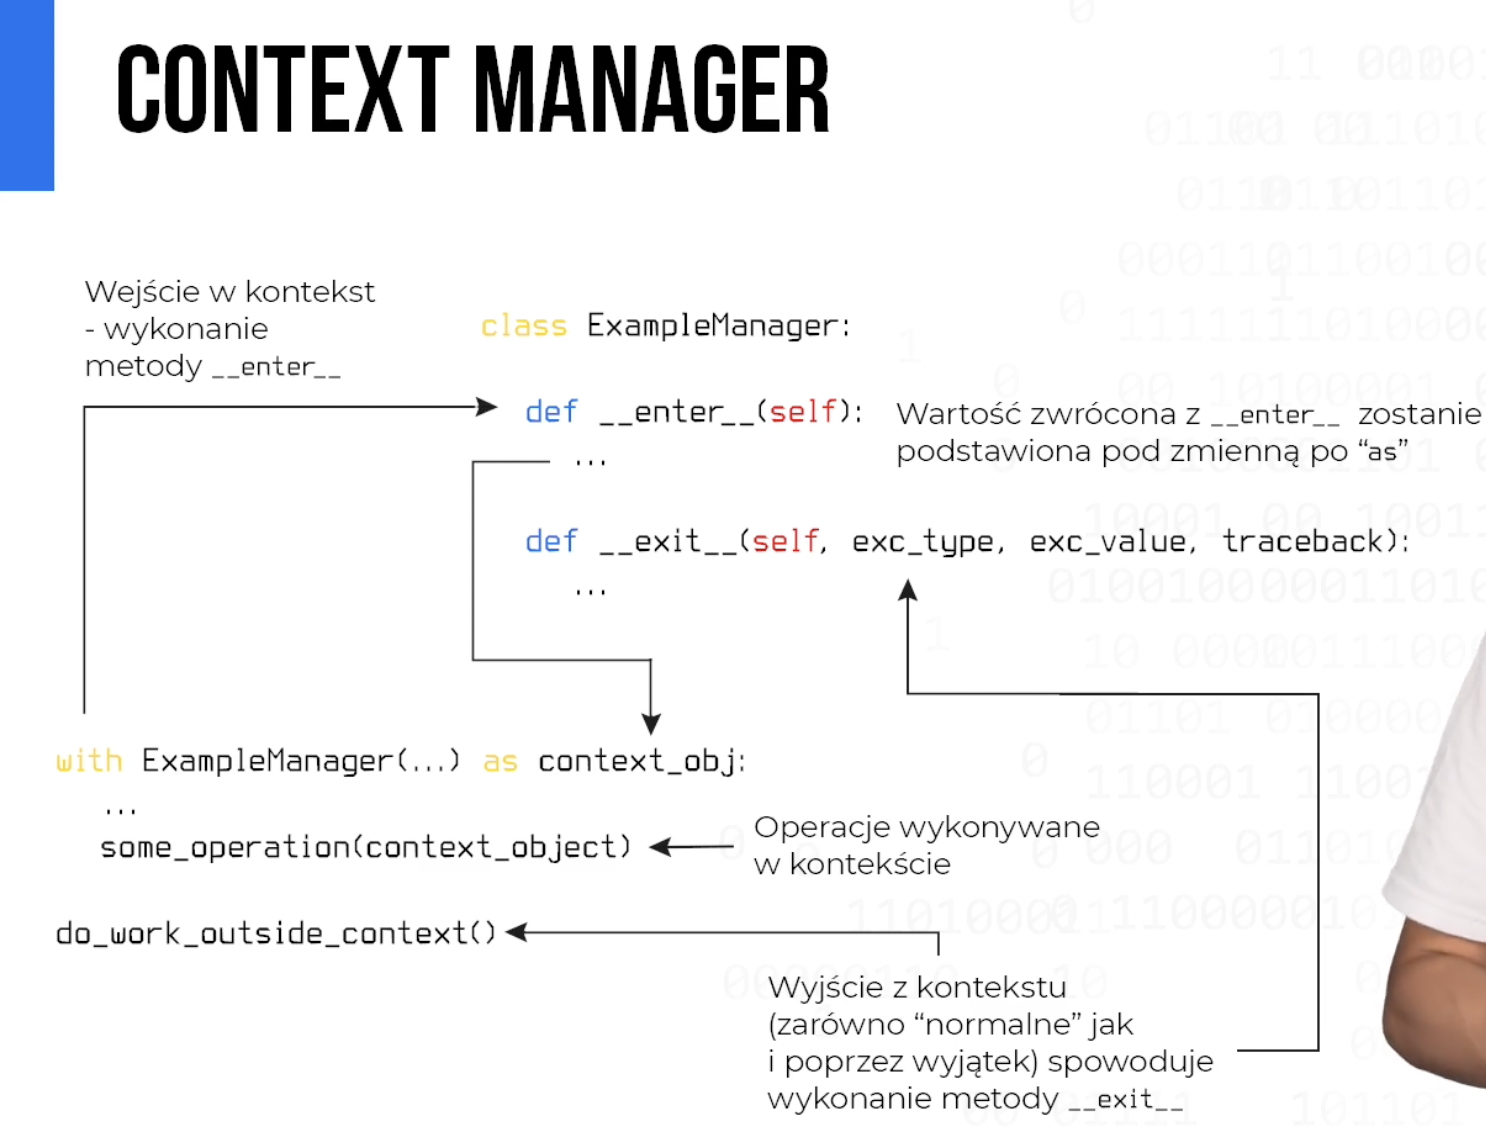 CONTEXT MANAGER
Wejście w kontekst
- wykonanie
metody __enter__
class ExampleManager:
def __enter__(self):
...
Wartość zwrócona z __enter__ zostanie
podstawiona pod zmienną po “as”
def __exit__(self, exc_type, exc_value, traceback):
...
with ExampleManager(...) as context_obj:
...
some_operation(context_object)
Operacje wykonywane
w kontekście
do_work_outside_context()
Wyjście z kontekstu
(zarówno “normalne” jak
i poprzez wyjątek) spowoduje
wykonanie metody __exit__